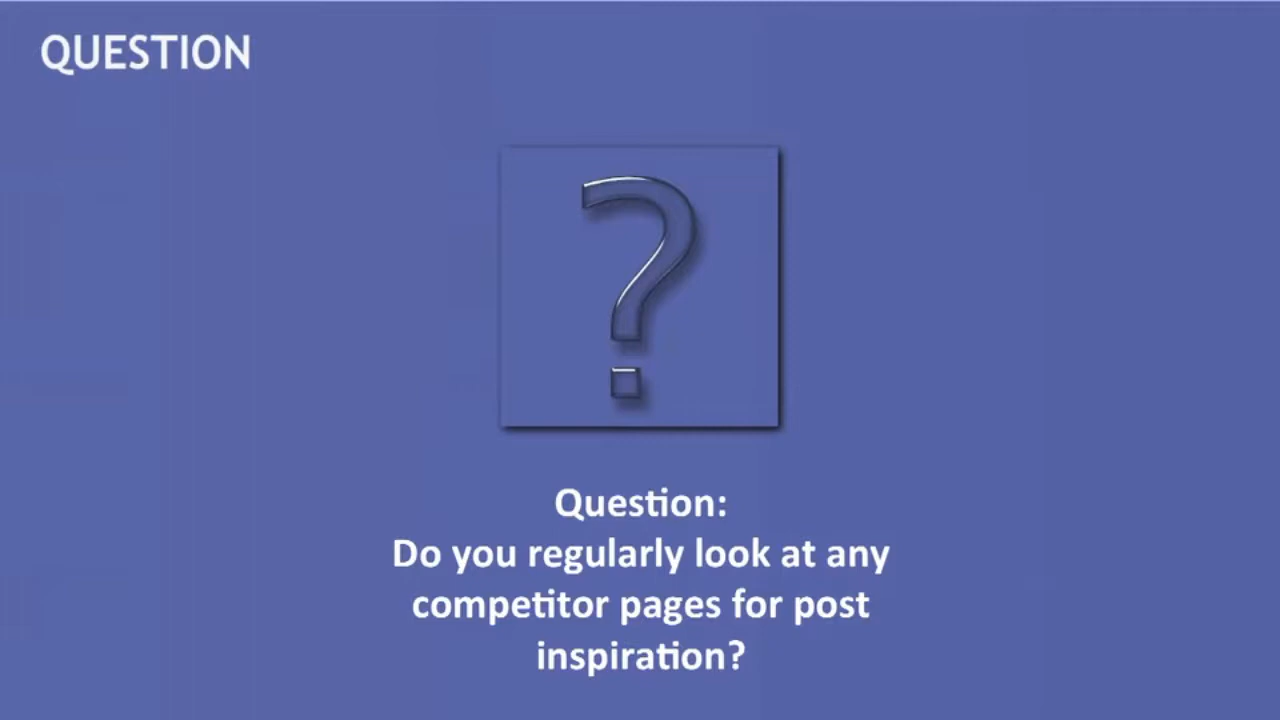 QUESTION
?
Question:
Do you regularly look at any
competitor pages for post
inspiration?